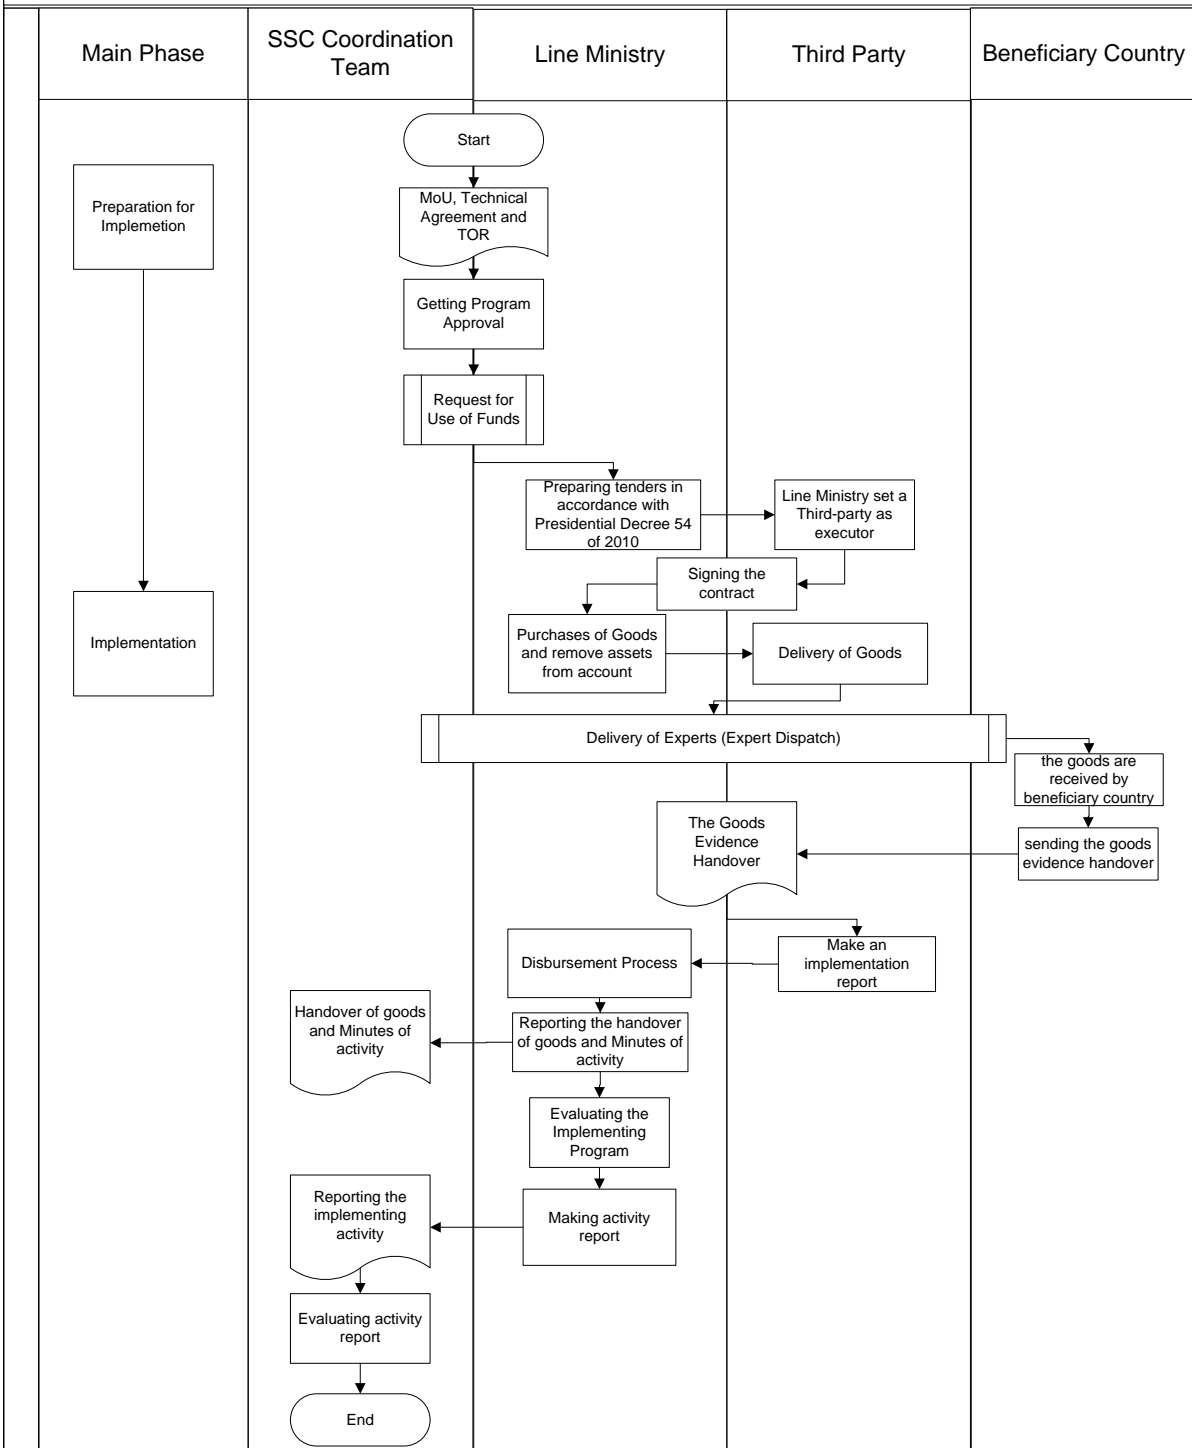 Main Phase
SSC Coordination
Team
Line Ministry
Third Party
Beneficiary Country
Start
Preparation for
Implemetion
MoU, Technical
Agreement and
TOR
Getting Program
Approval
Request for
Use of Funds
Preparing tenders in
accordance with
Presidential Decree 54
of 2010
Line Ministry set a
Third-party as
executor
Signing the
contract
Implementation
Purchases of Goods
and remove assets
from account
Delivery of Goods
Delivery of Experts (Expert Dispatch)
the goods are
received by
beneficiary country
The Goods
Evidence
Handover
sending the goods
evidence handover
Make an
implementation
report
Disbursement Process
Handover of goods
and Minutes of
activity
Reporting the handover
of goods and Minutes of
activity
Evaluating the
Implementing
Program
Reporting the
implementing
activity
Making activity
report
Evaluating activity
report
End